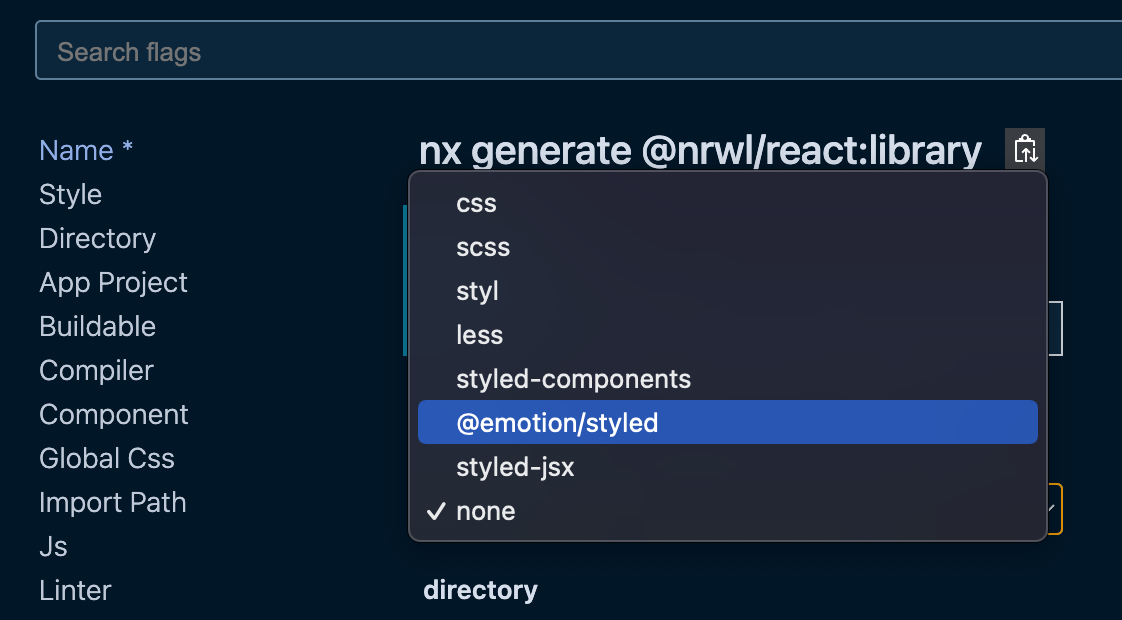 Search flags
Name *
Style
Directory
App Project
Buildable
Compiler
Component
Global Css
Import Path
Js
Linter
nx generate @nrwl/react:library
css
scss
styl
less
styled-components
@emotion/styled
styled-jsx
none
directory